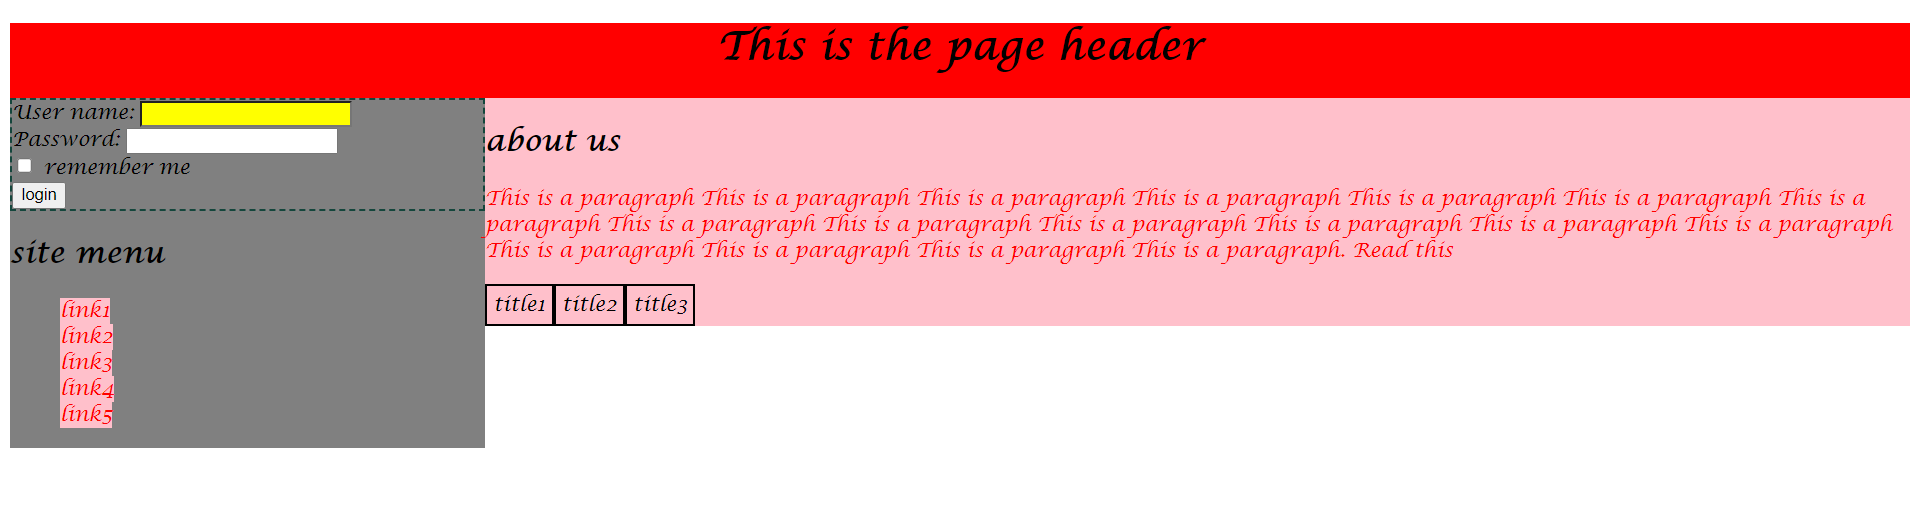 This is the page header
User name:
Password:
remember me
login
site menu
link1
link2
link3
link4
link5
about us
This is a paragraph This is a paragraph This is a paragraph This is a paragraph This is a paragraph This is a paragraph This is a
paragraph This is a paragraph This is a paragraph This is a paragraph This is a paragraph This is a paragraph This is a paragraph
This is a paragraph This is a paragraph This is a paragraph This is a paragraph. Read this
title1 title2 title3